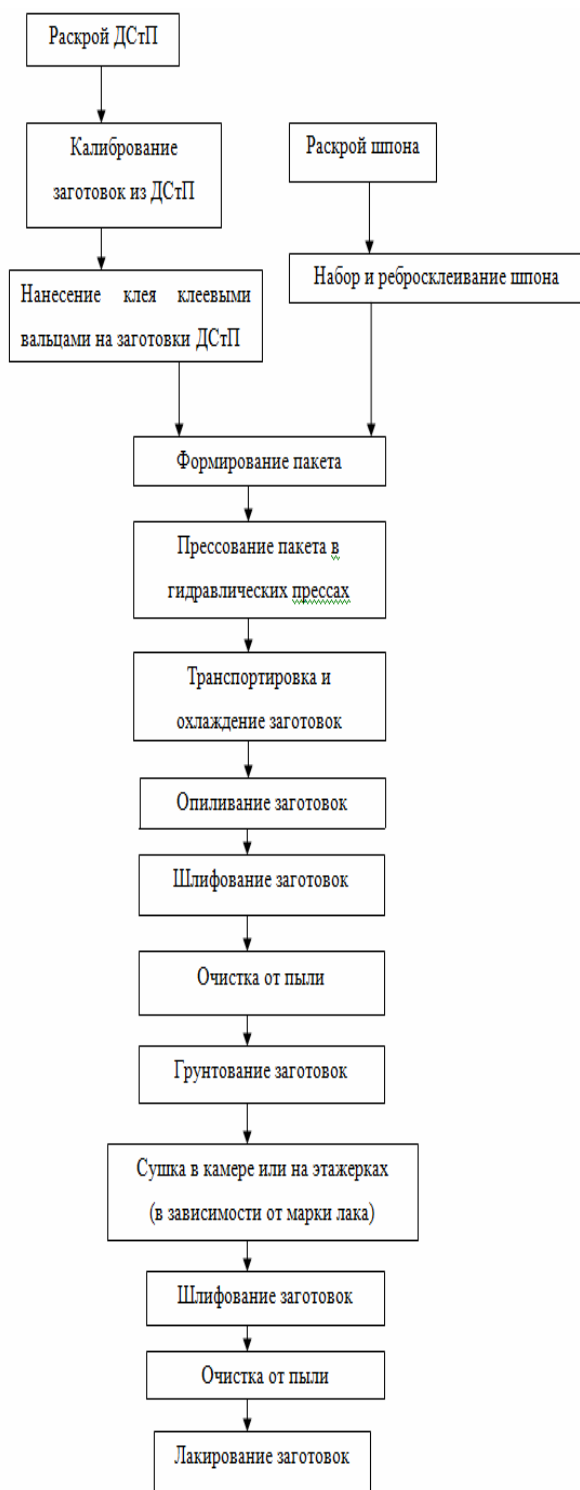 Раскрой ДСтП
Калибрование
заготовок из ДСтП
Раскрой шпона
Нанесение клея клеевыми
вальцами на заготовки ДСтП
Набор и ребросклеивание шпона
Формирование пакета
Прессование пакета в
гидравлических прессах
Транспортировка и
охлаждение заготовок
Опиливание заготовок
Шлифование заготовок
Очистка от пыли
Грунтование заготовок
Сушка в камере или на этажерках
(в зависимости от марки лака)
Шлифование заготовок
Очистка от пыли
Лакирование заготовок